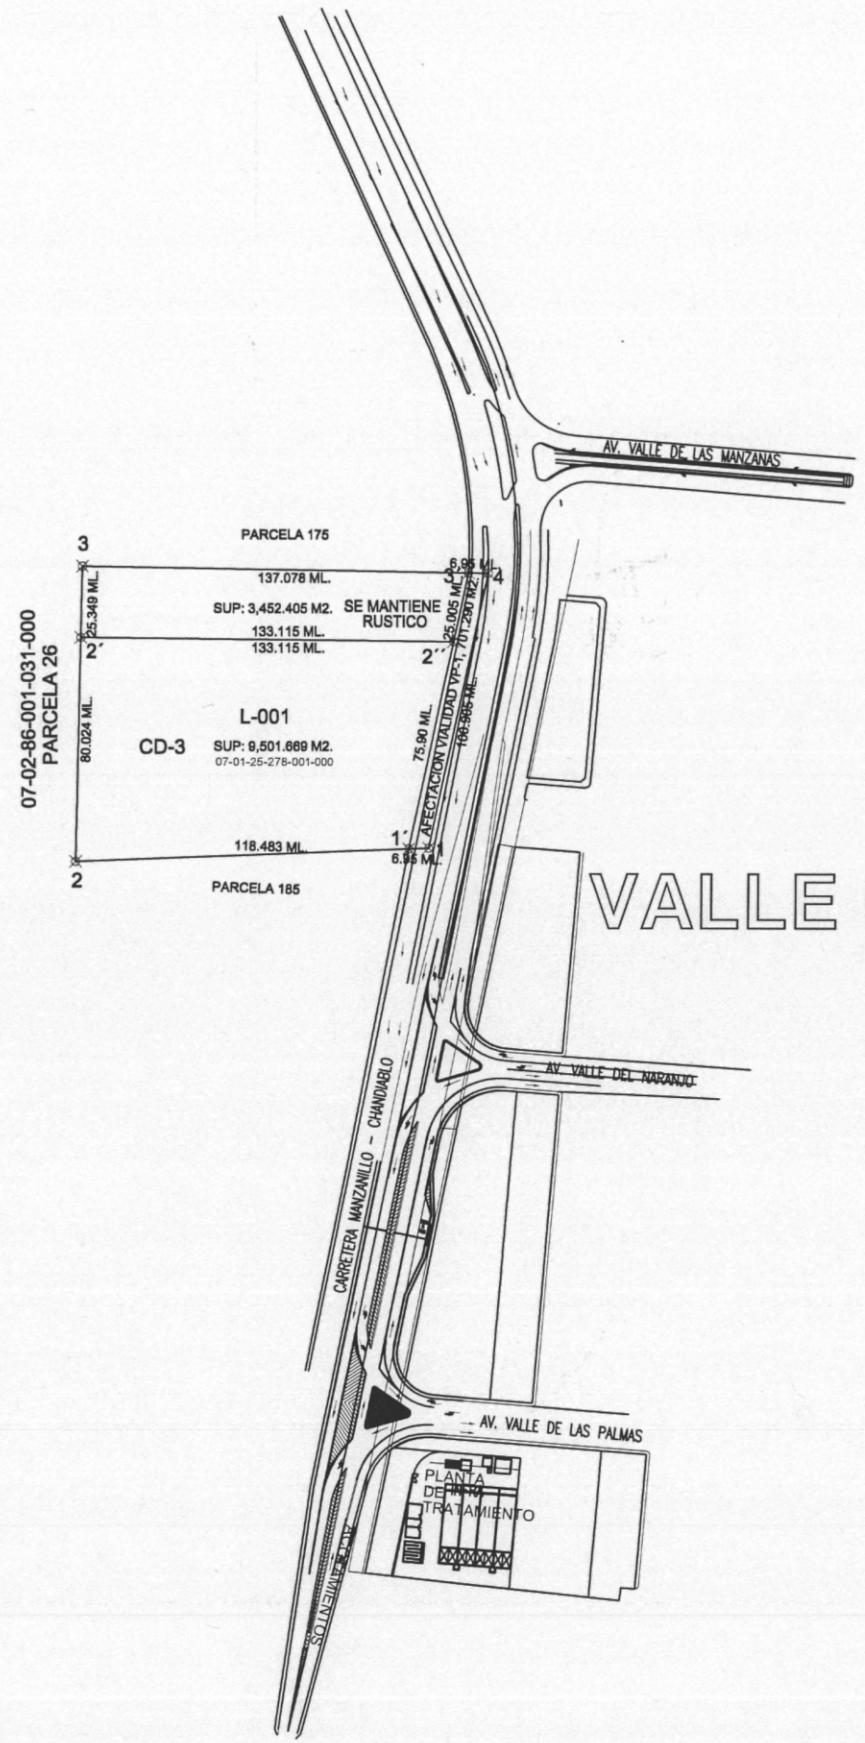 AV. VALLE DE LAS MANZANAS
PARCELA 175
3
6.95 ML.
137.078 ML.
3
4
25.349 ML.
SUP: 3,452.405 M2.
SE MANTIENE
RUSTICO
25.005 ML.
133.115 ML.
2´
133.115 ML.
2´´
07-02-86-001-031-000
PARCELA 26
80.024 ML.
L-001
CD-3
SUP: 9,501.669 M2.
07-01-25-278-001-000
75.90 ML.
AFECTACION VIALIDAD VP-1, 701.290 M2.
100.905 ML.
1´
1
118.483 ML.
6.95 ML.
2
PARCELA 185
VALLE
CARRETERA MANZANILLO - CHANDIABLO
AV. VALLE DEL NARANJO
AV. VALLE DE LAS PALMAS
PLANTA
DE
TRATAMIENTO